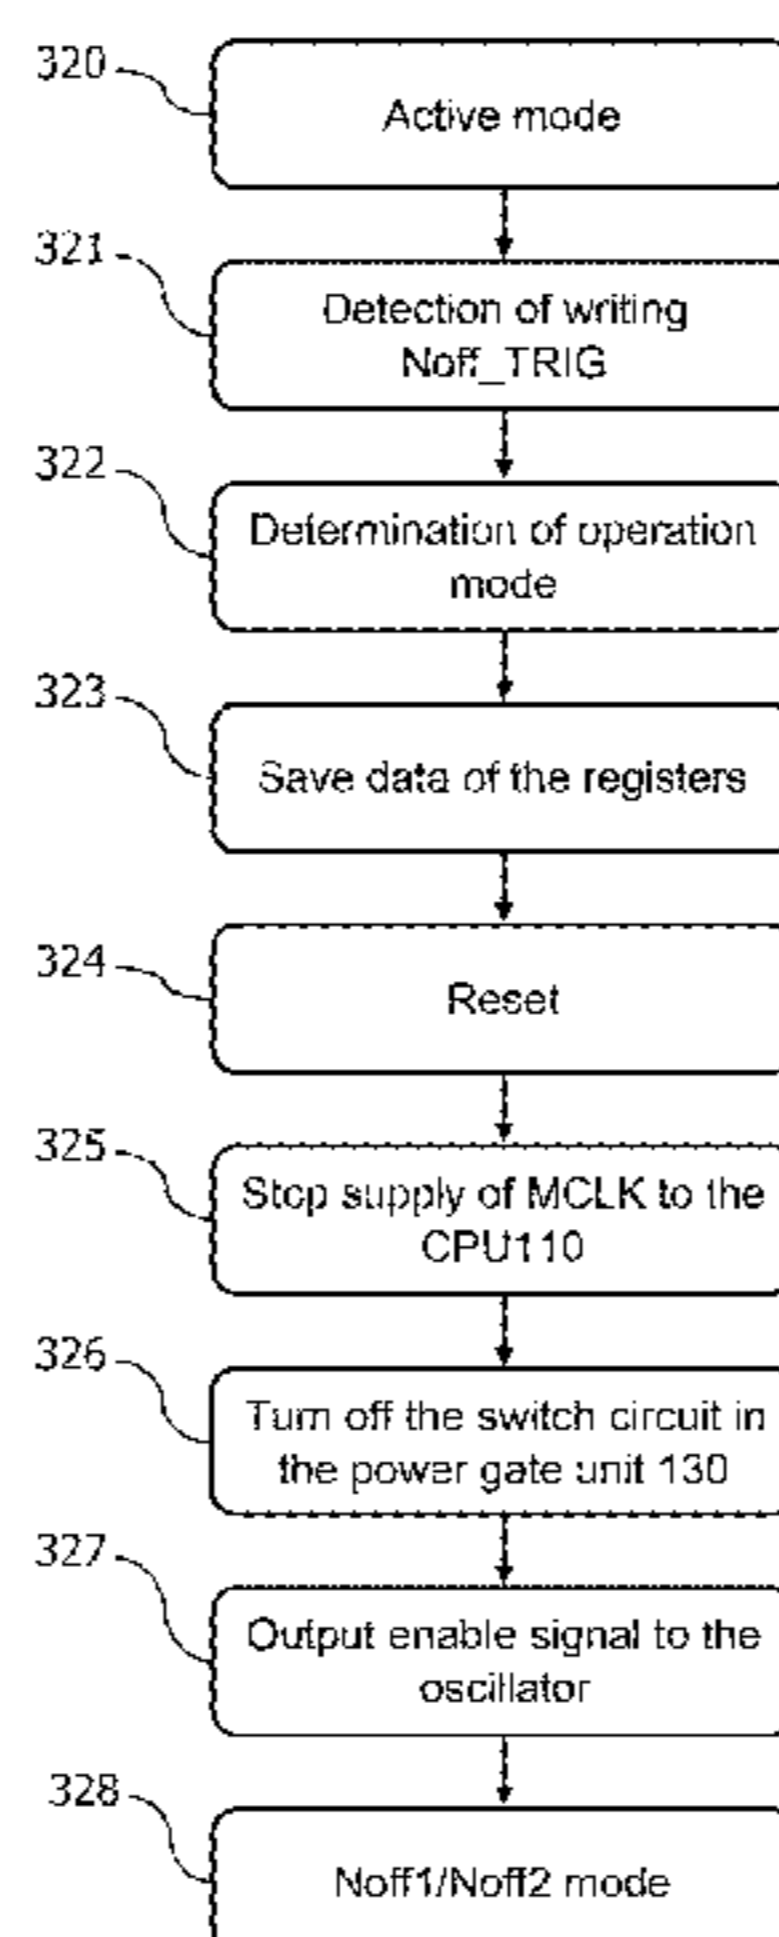 320
Active mode
321
Detection of writing
Noff_TRIG
322
Determination of operation
mode
323
Save data of the registers
324
Reset
325
Stop supply of MCLK to the
CPU110
326
Turn off the switch circuit in
the power gate unit 130
327
Output enable signal to the
oscillator
328
Noff1/Noff2 mode